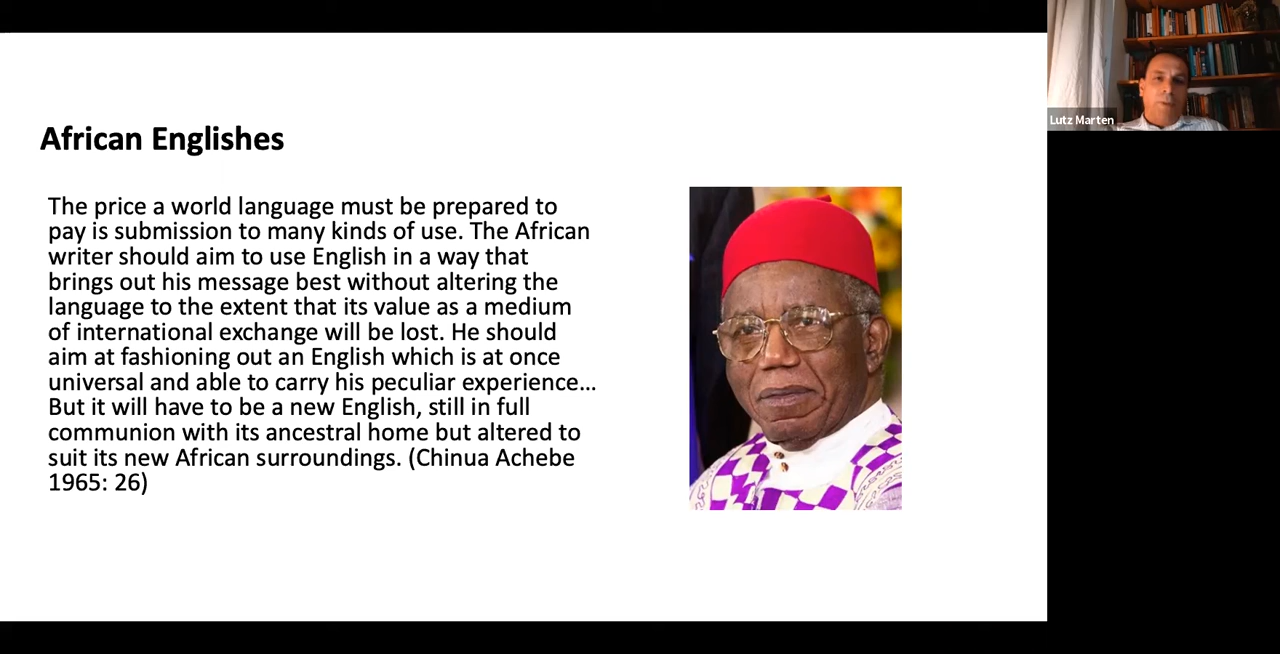 African Englishes
The price a world language must be prepared to
pay is submission to many kinds of use. The African
writer should aim to use English in a way that
brings out his message best without altering the
language to the extent that its value as a medium
of international exchange will be lost. He should
aim at fashioning out an English which is at once
universal and able to carry his peculiar experience…
But it will have to be a new English, still in full
communion with its ancestral home but altered to
suit its new African surroundings. (Chinua Achebe
1965: 26)
Lutz Marten